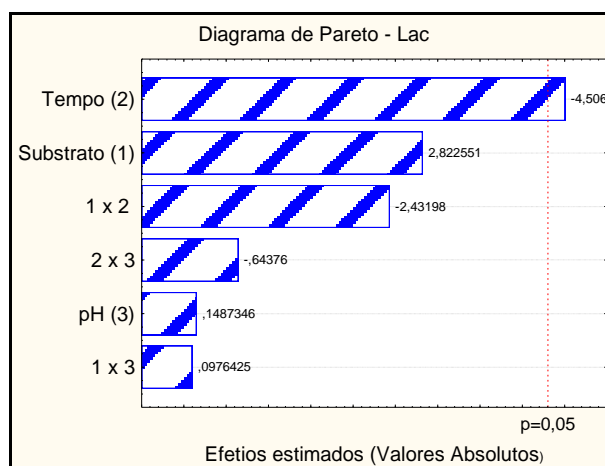 Diagrama de Pareto - Lac
Tempo (2) -4,506
Substrato (1) 2,822551
1 x 2 -2,43198
2 x 3 -,64376
pH (3) ,1487346
1 x 3 ,0976425
p=0,05
Efetios estimados (Valores Absolutos)